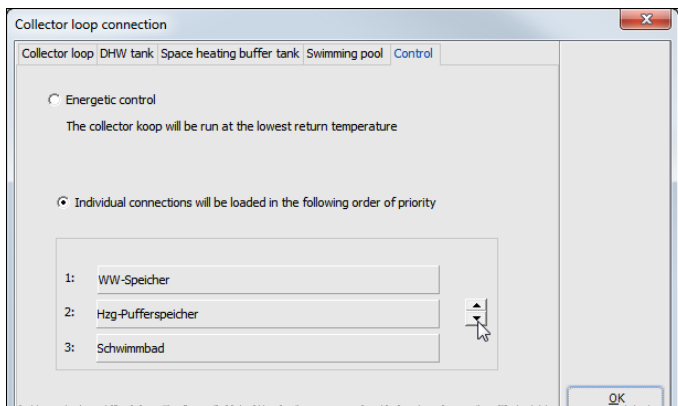 Collector loop connection
Collector loop DHW tank Space heating buffer tank Swimming pool Control
Energetic control
The collector koop will be run at the lowest return temperature
Individual connections will be loaded in the following order of priority
1: WW-Speicher
2: Hzg-Pufferspeicher
3: Schwimmbad
OK